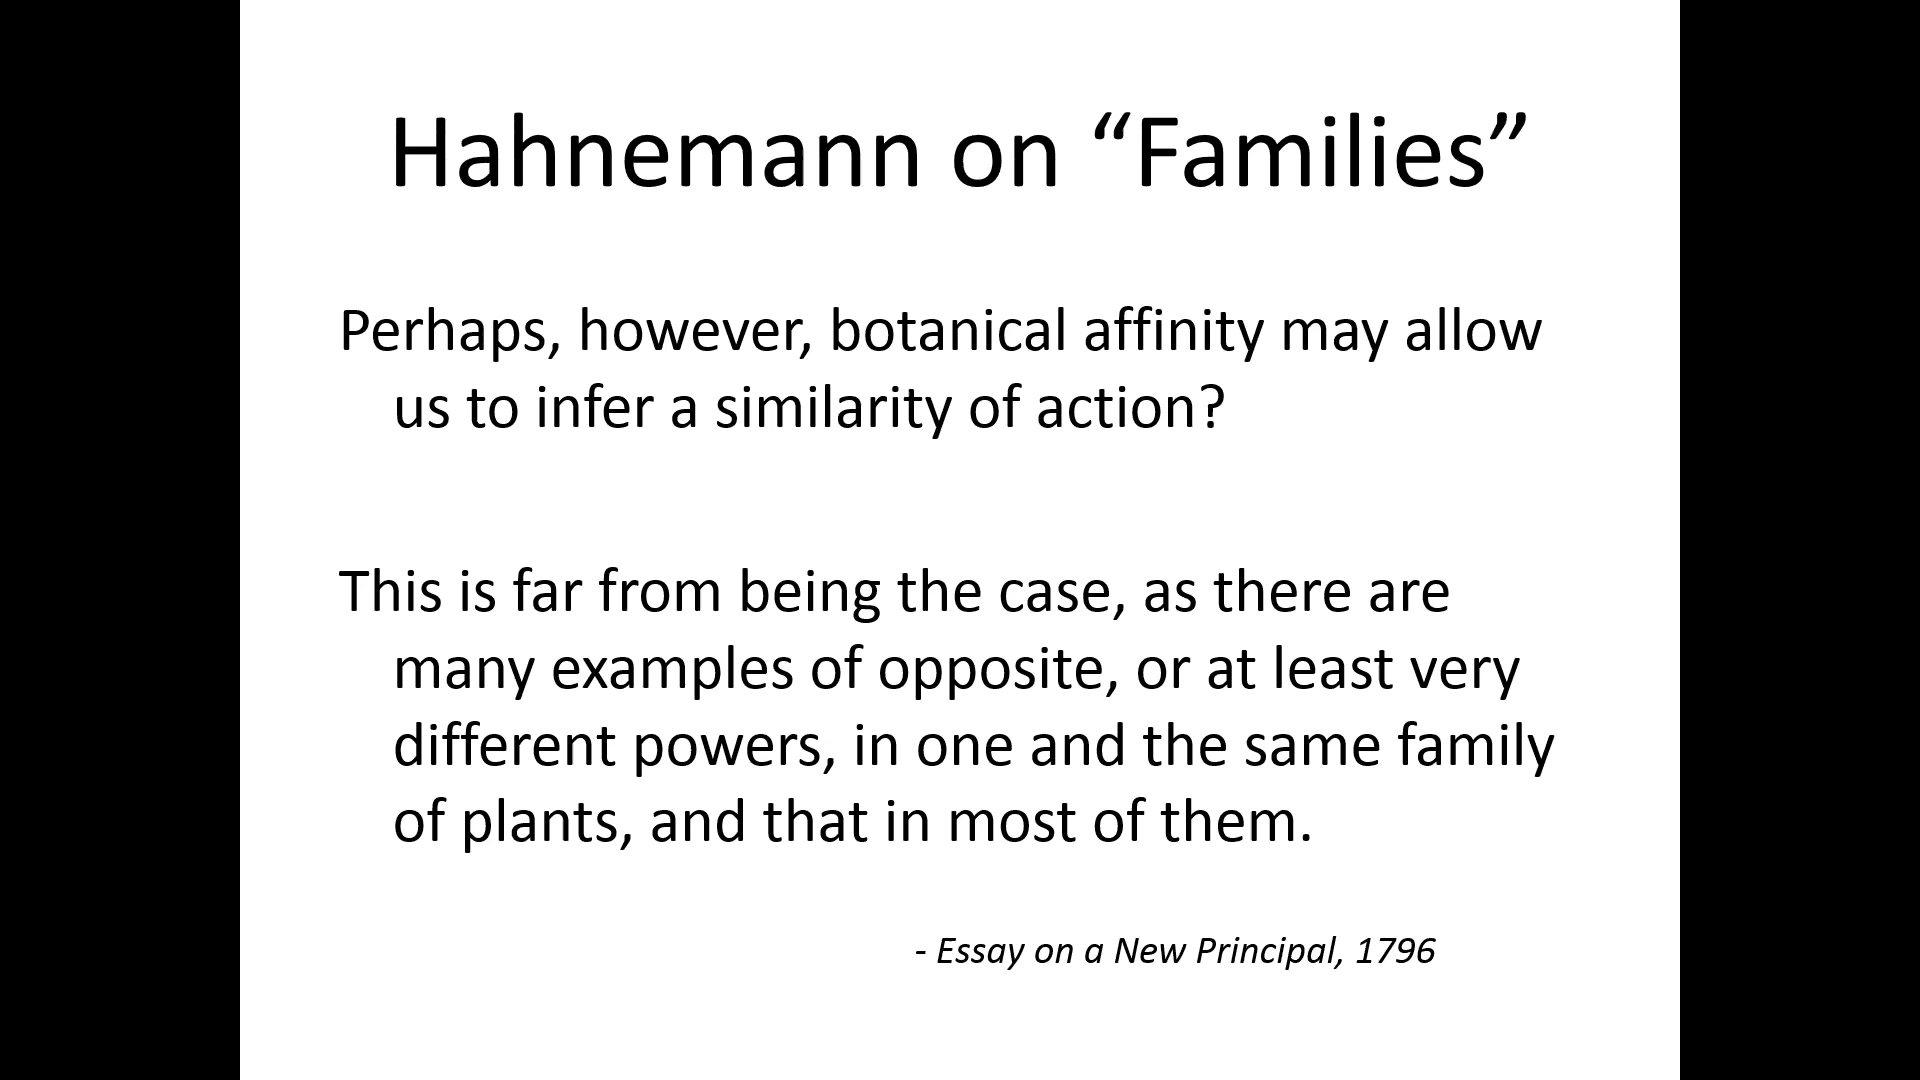 Hahnemann on “Families”
Perhaps, however, botanical affinity may allow
us to infer a similarity of action?
This is far from being the case, as there are
many examples of opposite, or at least very
different powers, in one and the same family
of plants, and that in most of them.
- Essay on a New Principal, 1796